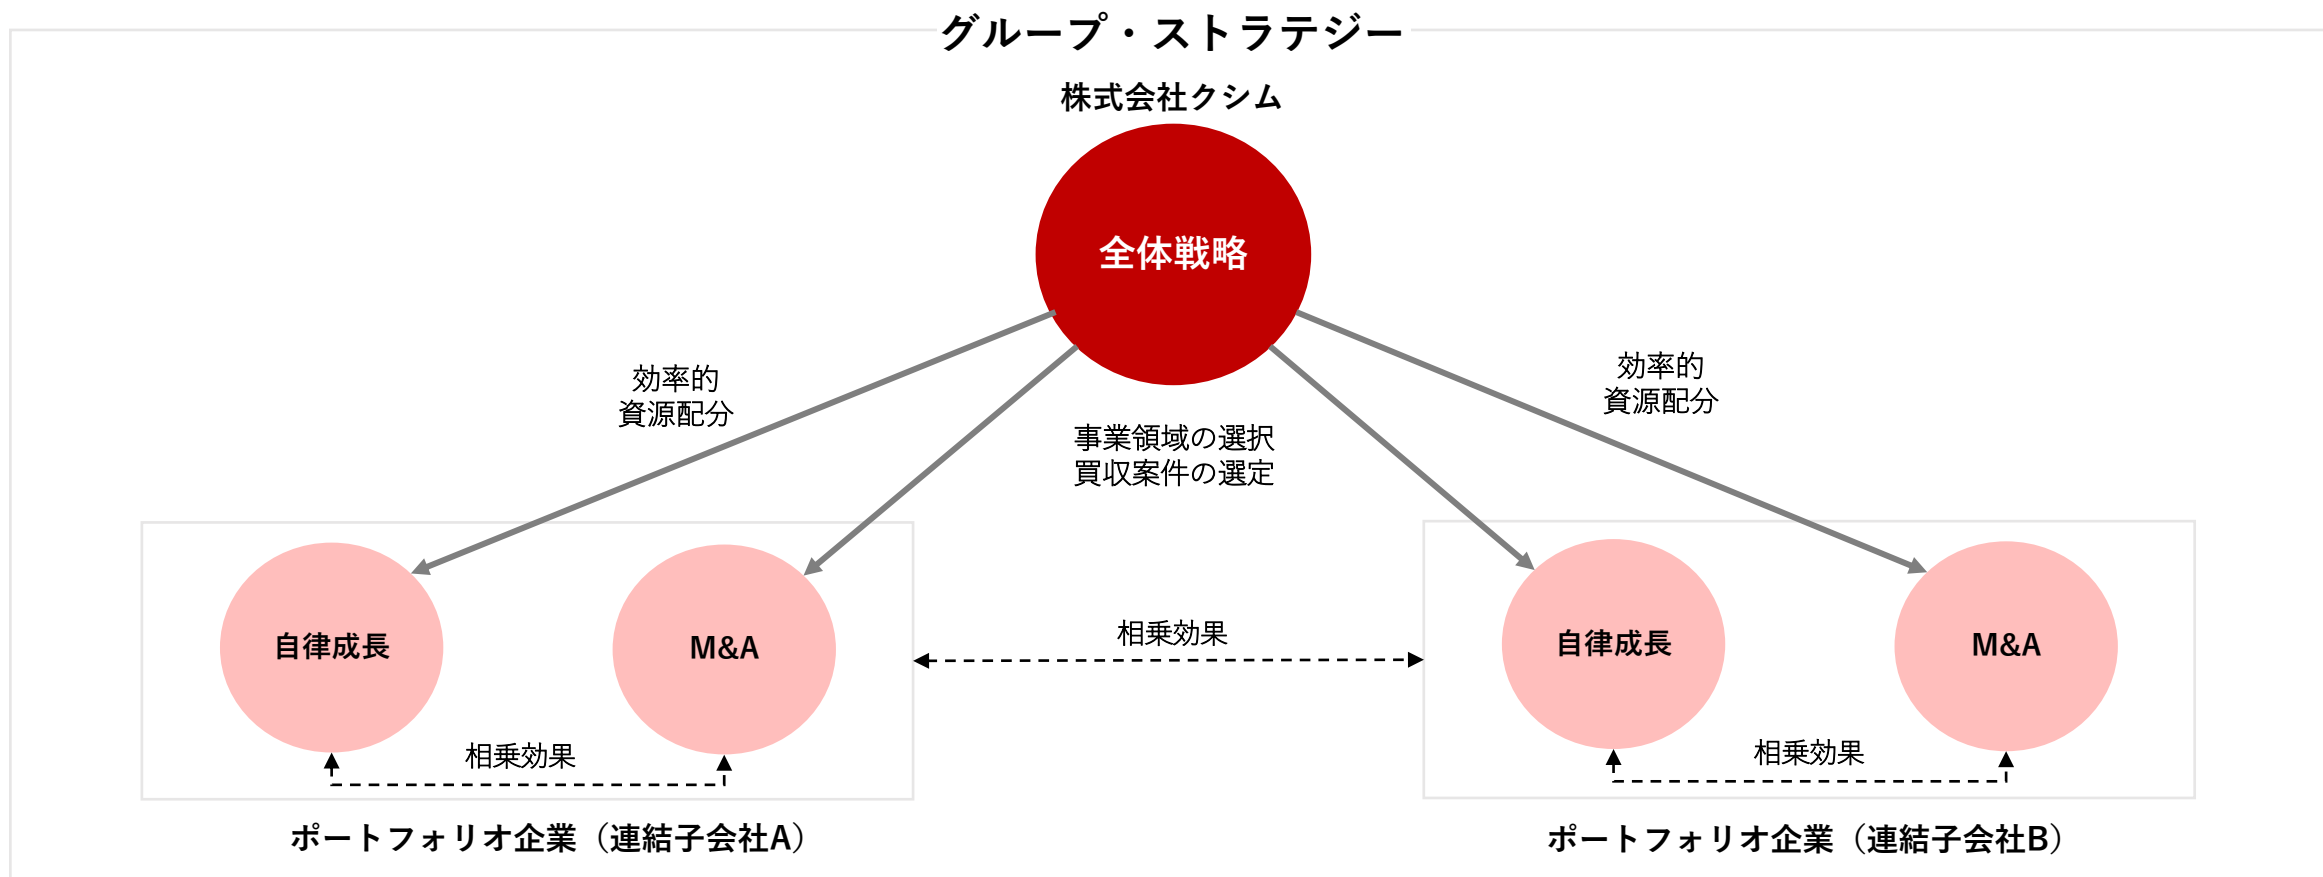 グループ・ストラテジー
株式会社クシム
全体戦略
効率的
資源配分
効率的
資源配分
事業領域の選択
買収案件の選定
自律成長
M&A
相乗効果
自律成長
M&A
相乗効果
相乗効果
ポートフォリオ企業（連結子会社A）
ポートフォリオ企業（連結子会社B）